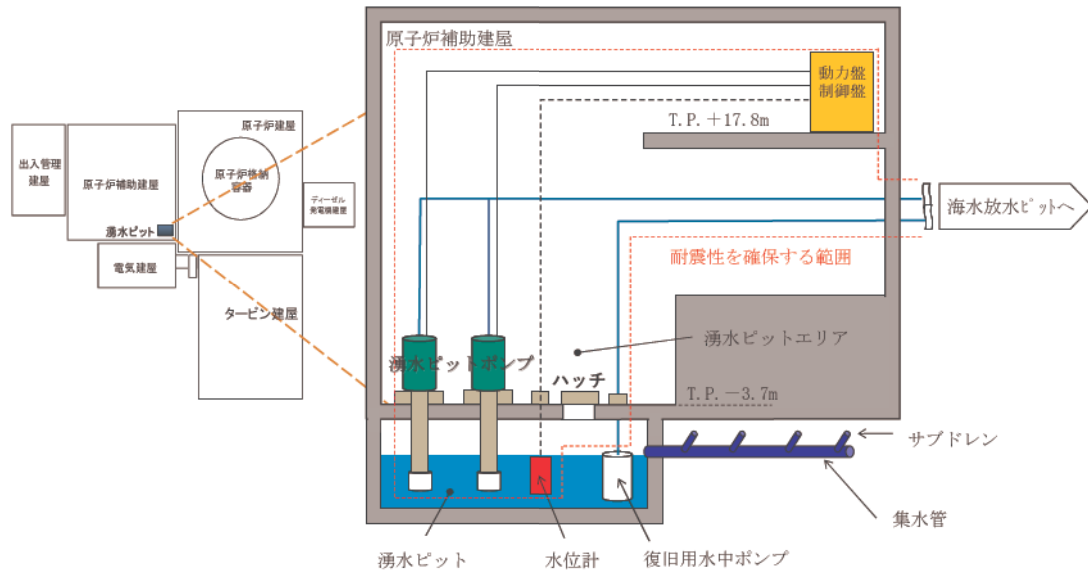 原子炉補助建屋
動力盤
制御盤
T.P.＋17.8m
原子炉建屋
出入管理
建屋
原子炉補助建屋
原子炉格納
容器
ディーゼル
発電機建屋
海水放水ﾋﾟｯﾄへ
湧水ピット
耐震性を確保する範囲
電気建屋
タービン建屋
湧水ピットエリア
湧水ピットポンプ
ハッチ
T.P.－3.7m
サブドレン
集水管
湧水ピット
水位計
復旧用水中ポンプ